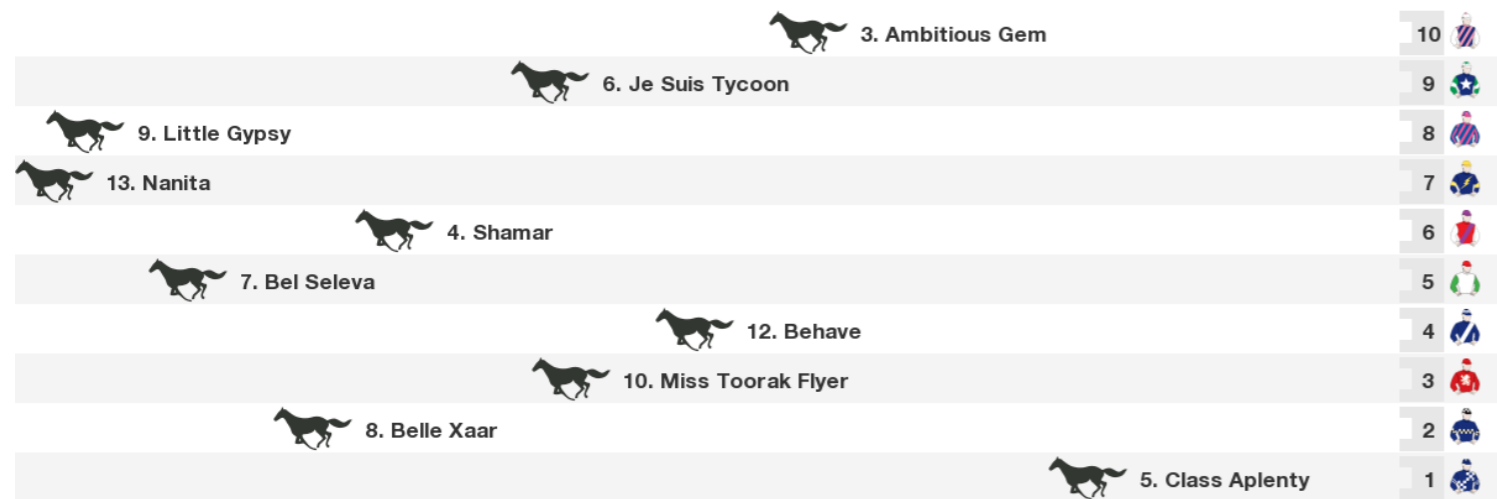 3. Ambitious Gem 10
6. Je Suis Tycoon 9
9. Little Gypsy 8
13. Nanita 7
4. Shamar 6
7. Bel Seleva 5
12. Behave 4
10. Miss Toorak Flyer 3
8. Belle Xaar 2
5. Class Aplenty 1